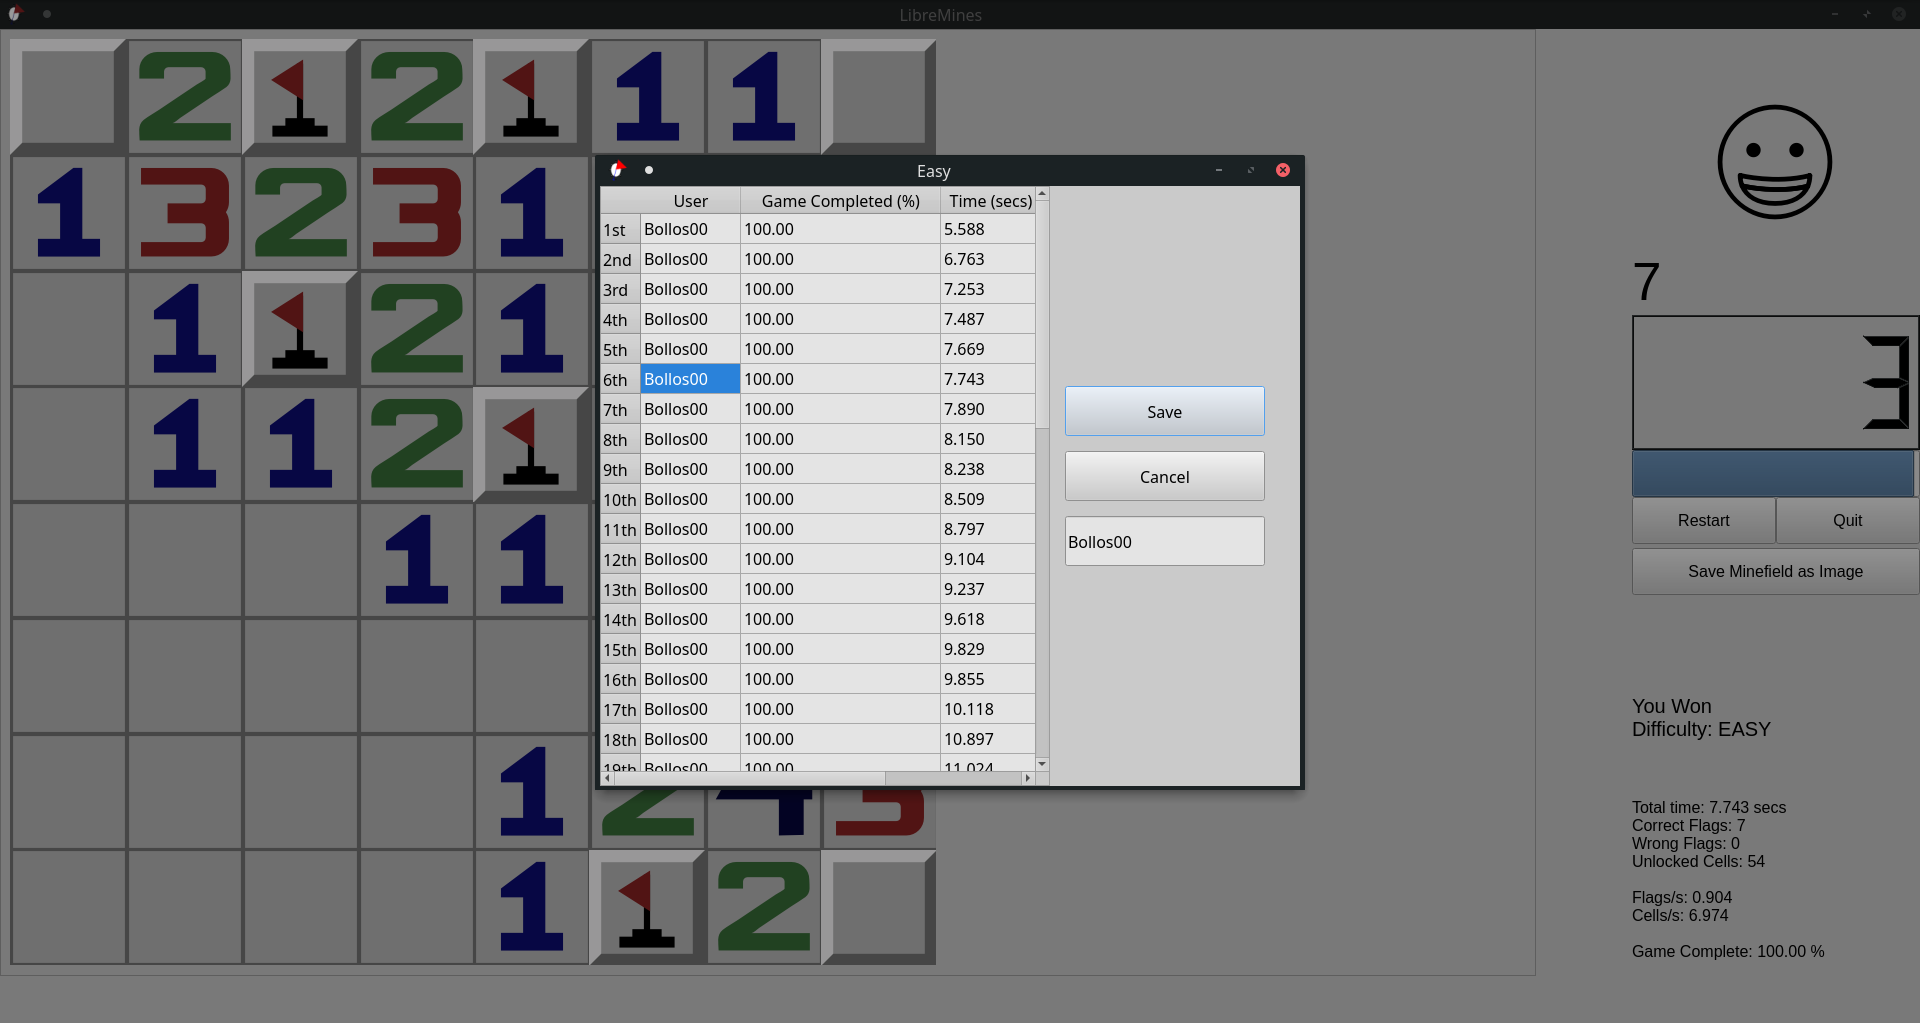 LibreMines
2 2 1 1
1 3 2 3 1
1 2 1
1 1 2
1 1
1 2 4 3
1 2
Easy
User Game Completed (%) Time (secs)
1st Bollos00 100.00 5.588
2nd Bollos00 100.00 6.763
3rd Bollos00 100.00 7.253
4th Bollos00 100.00 7.487
5th Bollos00 100.00 7.669
6th Bollos00 100.00 7.743
7th Bollos00 100.00 7.890
8th Bollos00 100.00 8.150
9th Bollos00 100.00 8.238
10th Bollos00 100.00 8.509
11th Bollos00 100.00 8.797
12th Bollos00 100.00 9.104
13th Bollos00 100.00 9.237
14th Bollos00 100.00 9.618
15th Bollos00 100.00 9.829
16th Bollos00 100.00 9.855
17th Bollos00 100.00 10.118
18th Bollos00 100.00 10.897
19th Bollos00 100.00 11.024
Save
Cancel
Bollos00
7
3
Restart Quit
Save Minefield as Image
You Won
Difficulty: EASY
Total time: 7.743 secs
Correct Flags: 7
Wrong Flags: 0
Unlocked Cells: 54
Flags/s: 0.904
Cells/s: 6.974
Game Complete: 100.00 %